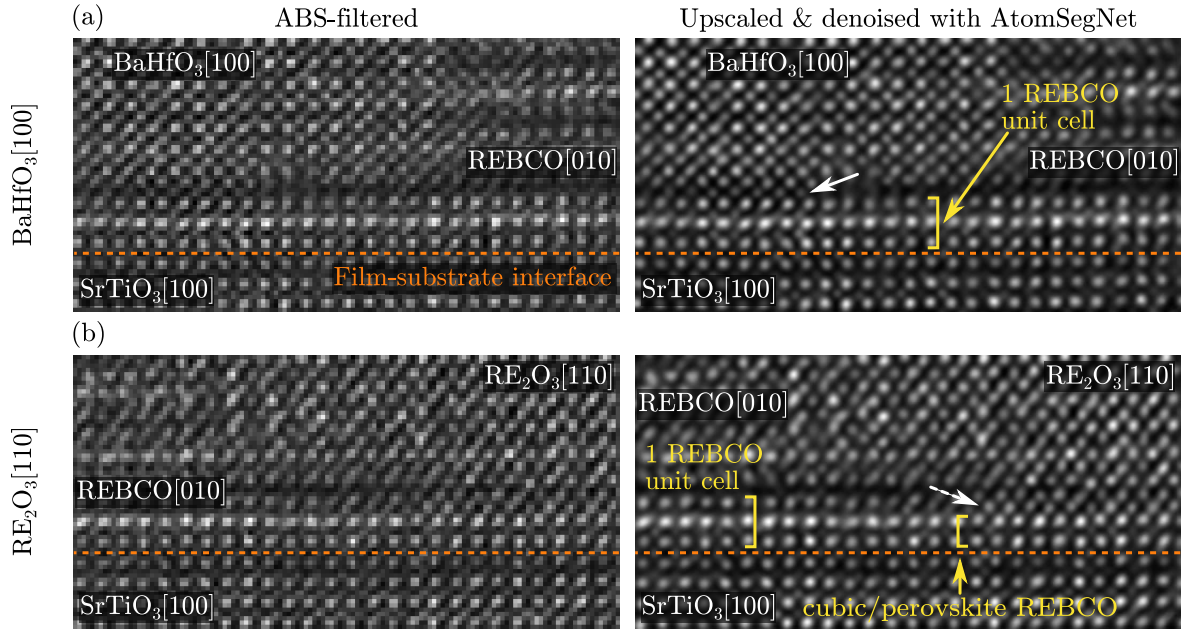 (a)
ABS-filtered
Upscaled & denoised with AtomSegNet
BaHfO₃[100]
BaHfO₃[100]
REBCO[010]
Film-substrate interface
SrTiO₃[100]
BaHfO₃[100]
1 REBCO
unit cell
REBCO[010]
SrTiO₃[100]
(b)
RE₂O₃[110]
RE₂O₃[110]
REBCO[010]
SrTiO₃[100]
RE₂O₃[110]
REBCO[010]
1 REBCO
unit cell
SrTiO₃[100]
cubic/perovskite REBCO